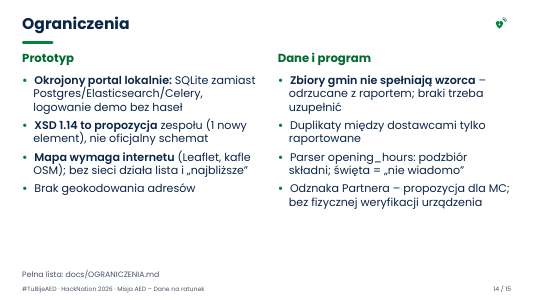 Ograniczenia
Prototyp
• Okrojony portal lokalnie: SQLite zamiast
Postgres/Elasticsearch/Celery,
logowanie demo bez haseł
• XSD 1.14 to propozycja zespołu (1 nowy
element), nie oficjalny schemat
• Mapa wymaga internetu (Leaflet, kafle
OSM); bez sieci działa lista i „najbliższe”
• Brak geokodowania adresów
Dane i program
• Zbiory gmin nie spełniają wzorca –
odrzucane z raportem; braki trzeba
uzupełnić
• Duplikaty między dostawcami tylko
raportowane
• Parser opening_hours: podzbiór
składni; święta = „nie wiadomo”
• Odznaka Partnera – propozycja dla MC;
bez fizycznej weryfikacji urządzenia
Pełna lista: docs/OGRANICZENIA.md
#TuBijeAED · HackNation 2026 · Misja AED – Dane na ratunek
14 / 15